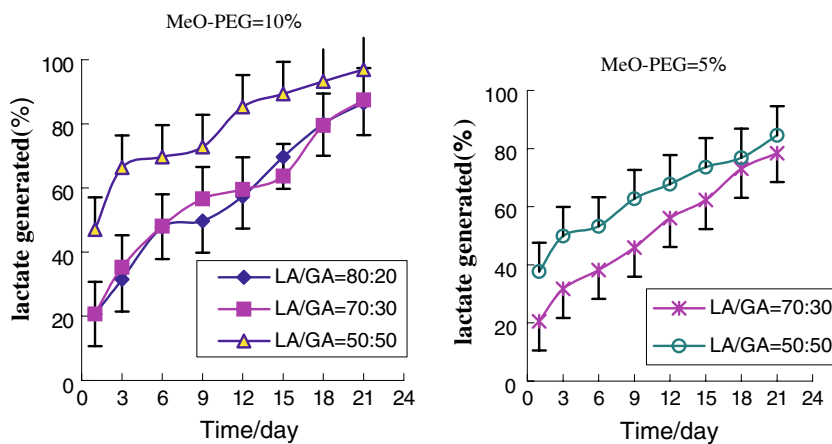 MeO-PEG=10%
lactate generated(%)
100
80
60
40
20
0
0 3 6 9 12 15 18 21 24
Time/day
LA/GA=80:20
LA/GA=70:30
LA/GA=50:50
MeO-PEG=5%
lactate generated(%)
100
80
60
40
20
0
0 3 6 9 12 15 18 21 24
Time/day
LA/GA=70:30
LA/GA=50:50